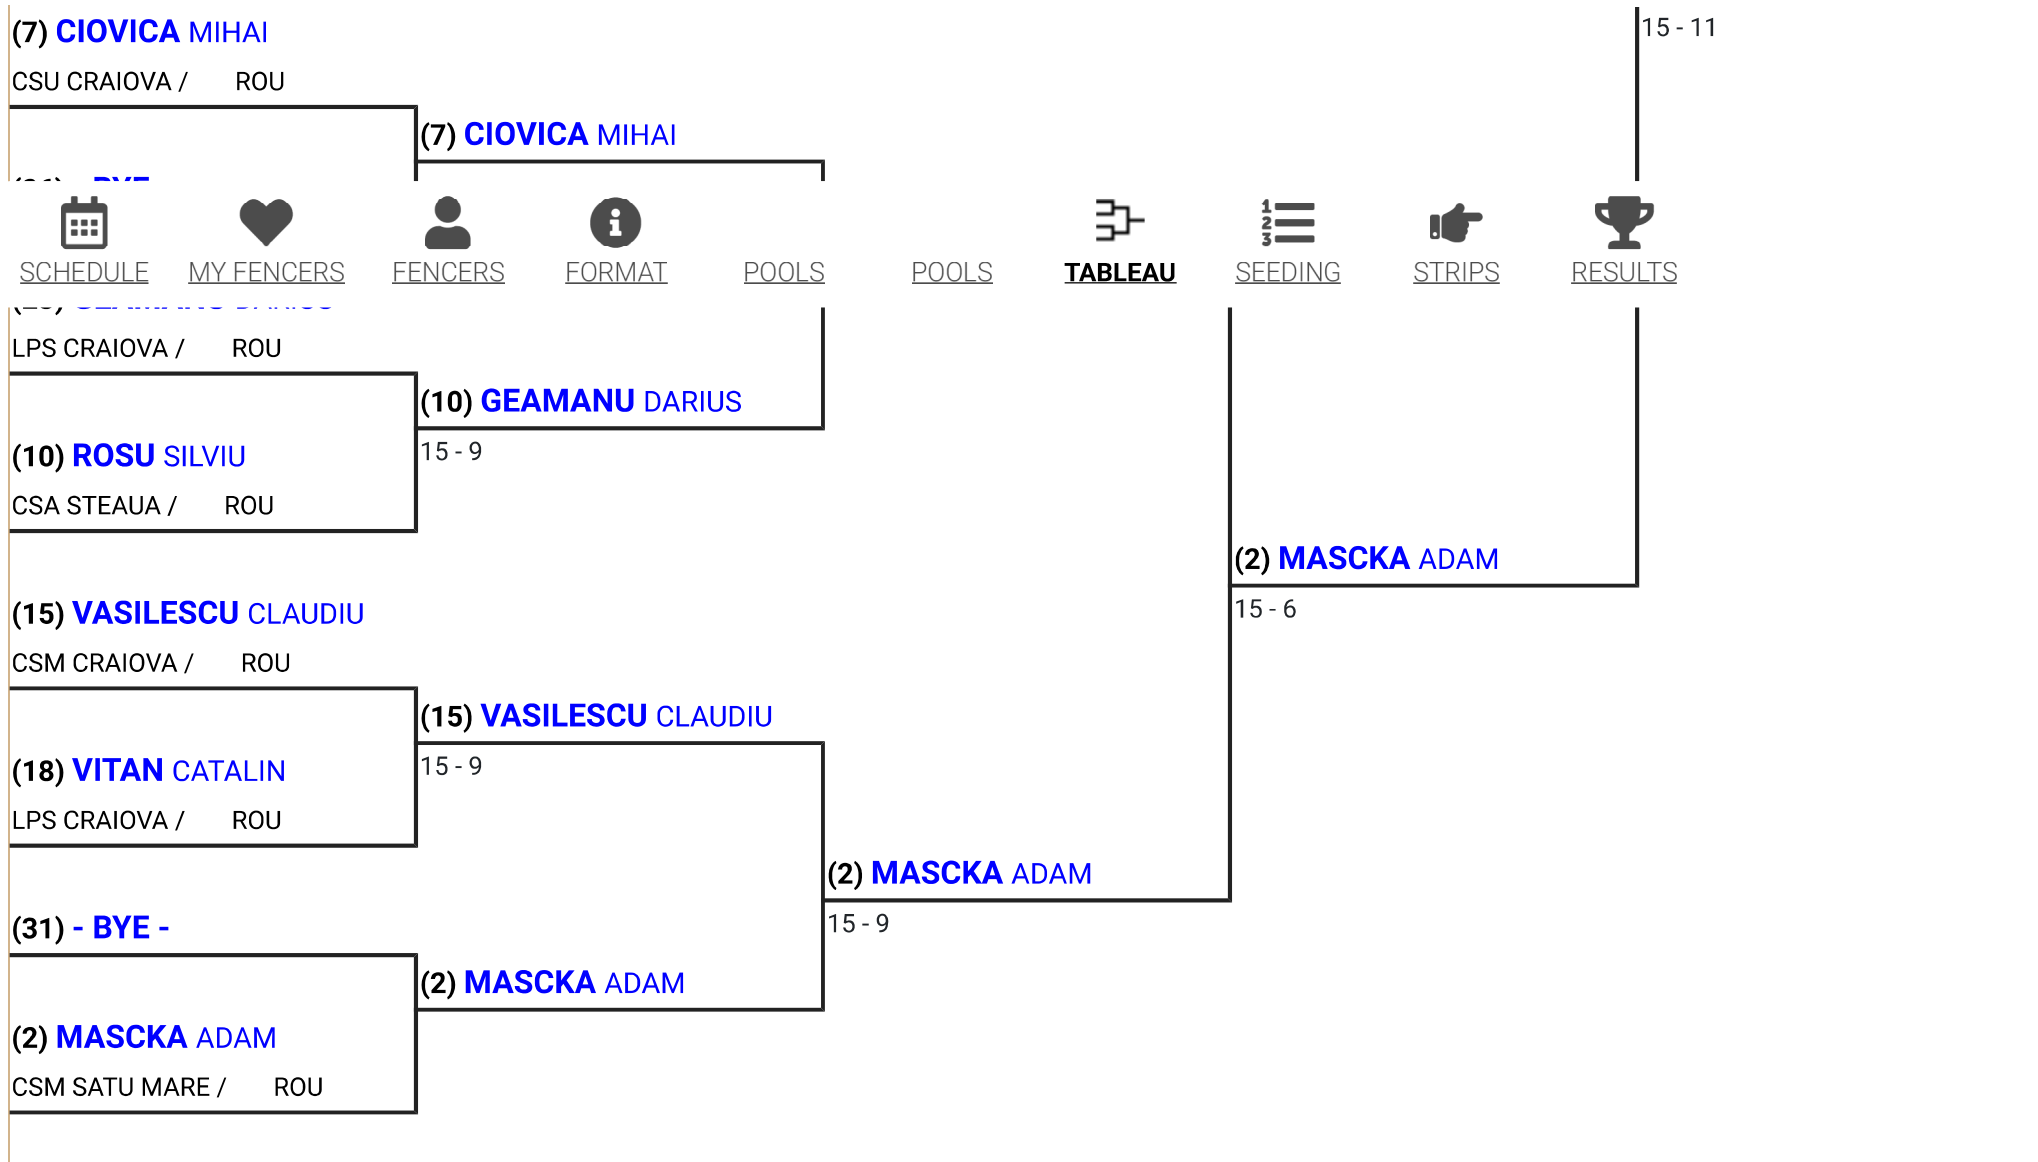 (7) CIOVICA MIHAI
15 - 11
CSU CRAIOVA / ROU
(7) CIOVICA MIHAI
SCHEDULE
MY FENCERS
FENCERS
FORMAT
POOLS
POOLS
TABLEAU
SEEDING
STRIPS
RESULTS
LPS CRAIOVA / ROU
(10) GEAMANU DARIUS
15 - 9
(10) ROSU SILVIU
CSA STEAUA / ROU
(2) MASCKA ADAM
15 - 6
(15) VASILESCU CLAUDIU
CSM CRAIOVA / ROU
(15) VASILESCU CLAUDIU
15 - 9
(18) VITAN CATALIN
LPS CRAIOVA / ROU
(2) MASCKA ADAM
15 - 9
(31) - BYE -
(2) MASCKA ADAM
(2) MASCKA ADAM
CSM SATU MARE / ROU